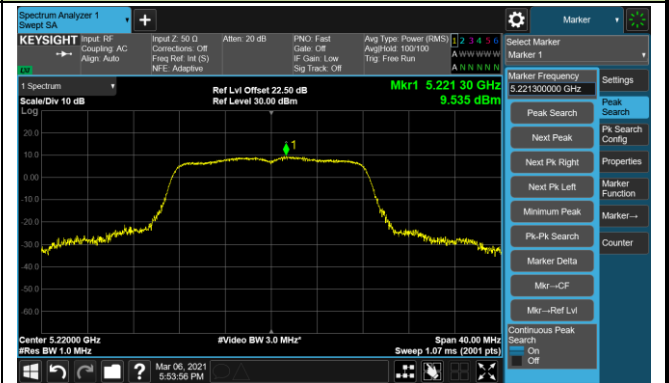 Spectrum Analyzer 1
Swept SA
Marker
KEYSIGHT
Input: RF
Coupling: AC
Align: Auto
Input Z: 50 Ω
Corrections: Off
Freq Ref: Int (S)
NFE: Adaptive
Atten: 20 dB
PNO: Fast
Gate: Off
IF Gain: Low
Sig Track: Off
Avg Type: Power (RMS)
Avg|Hold: 100/100
Trig: Free Run
1 2 3 4 5 6
A W W W W W
A N N N N N
Select Marker
Marker 1
1 Spectrum
Scale/Div 10 dB
Log
Ref Lvl Offset 22.50 dB
Ref Level 30.00 dBm
Mkr1 5.221 30 GHz
9.535 dBm
20.0
10.0
0.00
-10.0
-20.0
-30.0
-40.0
-50.0
-60.0
1
Center 5.22000 GHz
#Res BW 1.0 MHz
#Video BW 3.0 MHz*
Span 40.00 MHz
Sweep 1.07 ms (2001 pts)
Marker Frequency
5.221300000 GHz
Peak Search
Next Peak
Next Pk Right
Next Pk Left
Minimum Peak
Pk-Pk Search
Marker Delta
Mkr→CF
Mkr→Ref Lvl
Continuous Peak
Search
On
Off
Settings
Peak
Search
Pk Search
Config
Properties
Marker
Function
Marker→
Counter
Mar 06, 2021
5:53:56 PM